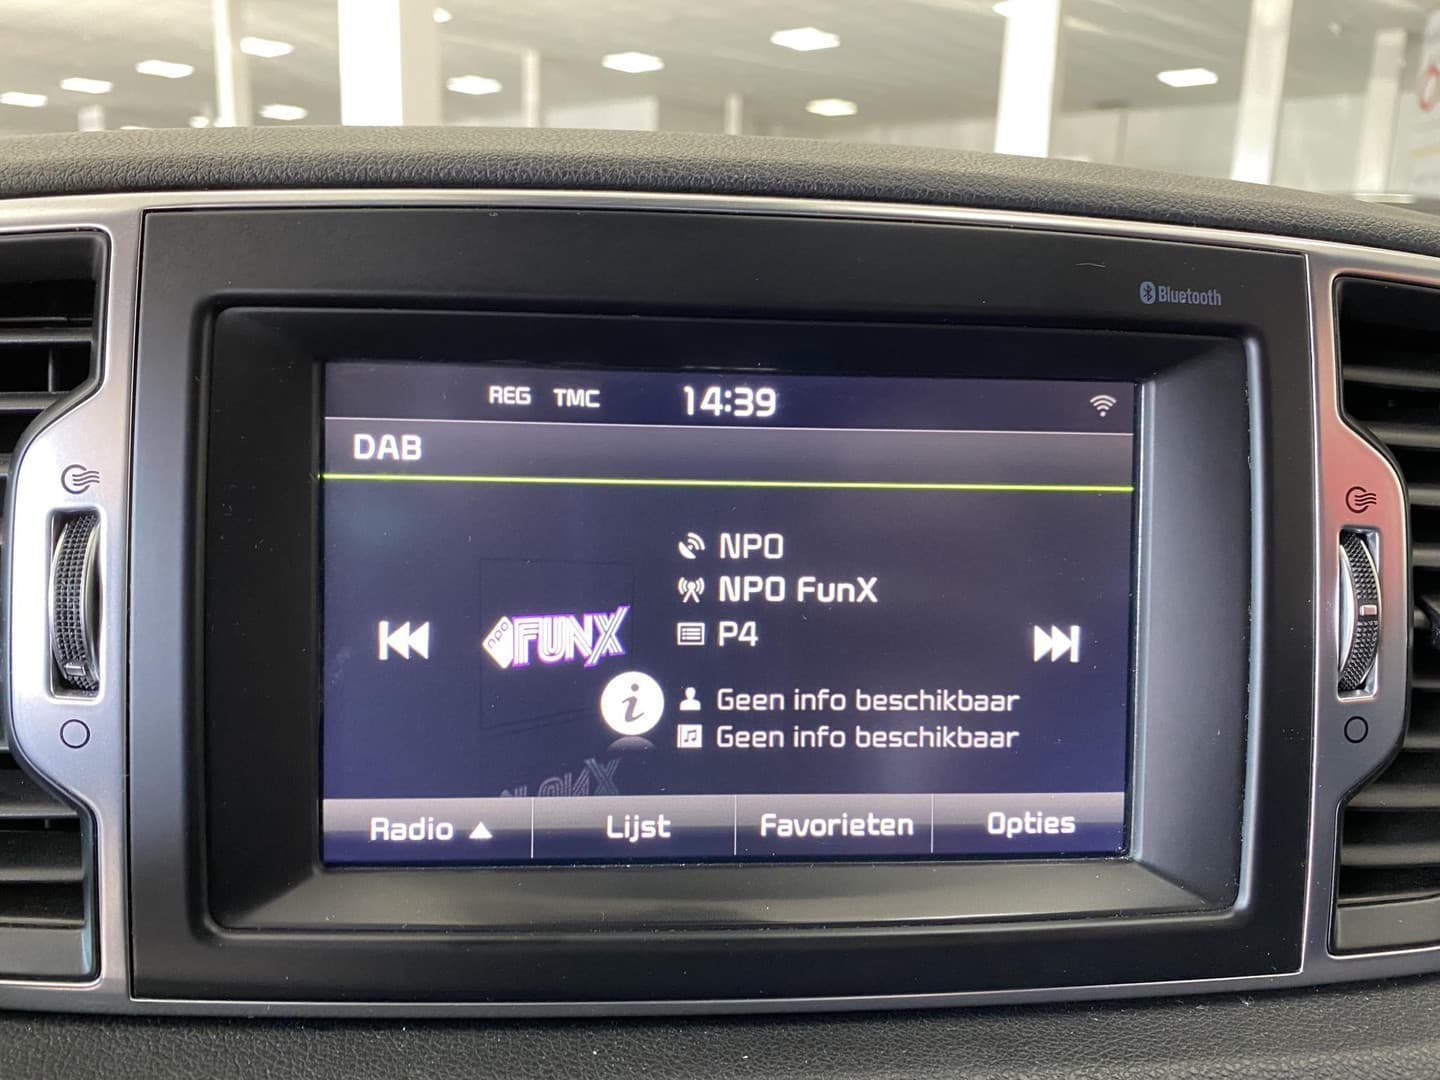 Bluetooth
REG TMC 14:39
DAB
NPO
NPO FunX
P4
npo FUNX
i Geen info beschikbaar
Geen info beschikbaar
Radio ▲ Lijst Favorieten Opties